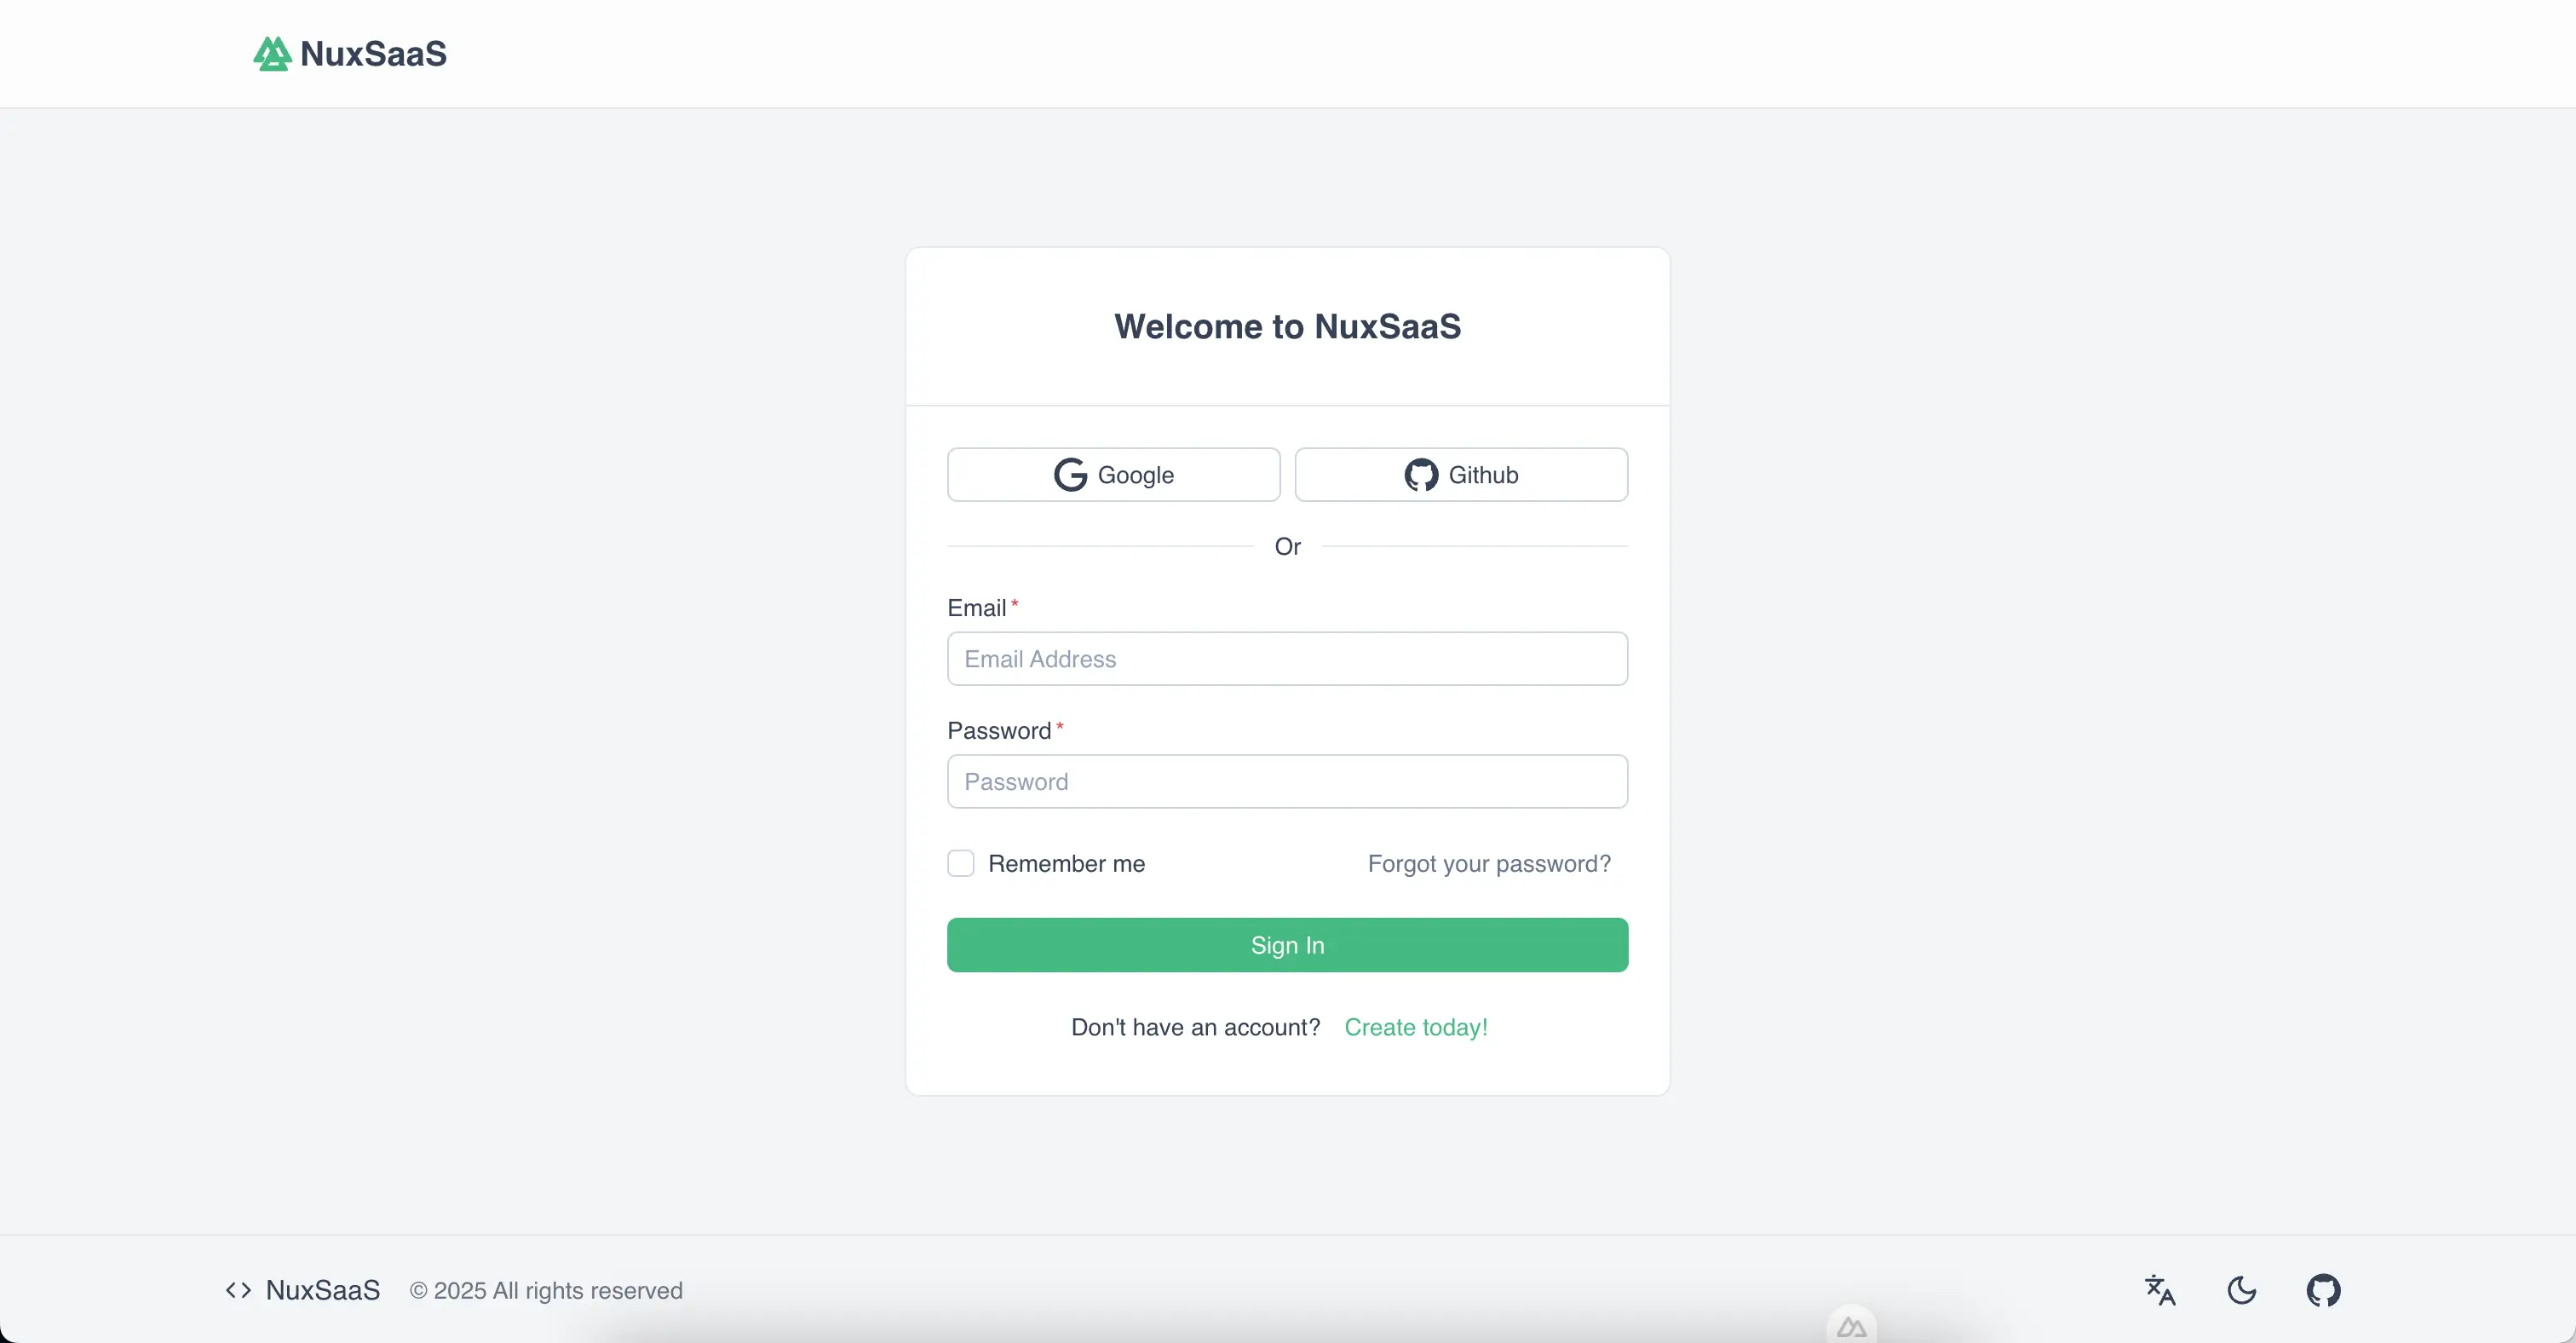 NuxSaaS
Welcome to NuxSaaS
Google
Github
Or
Email *
Email Address
Password *
Password
Remember me
Forgot your password?
Sign In
Don't have an account? Create today!
NuxSaaS © 2025 All rights reserved